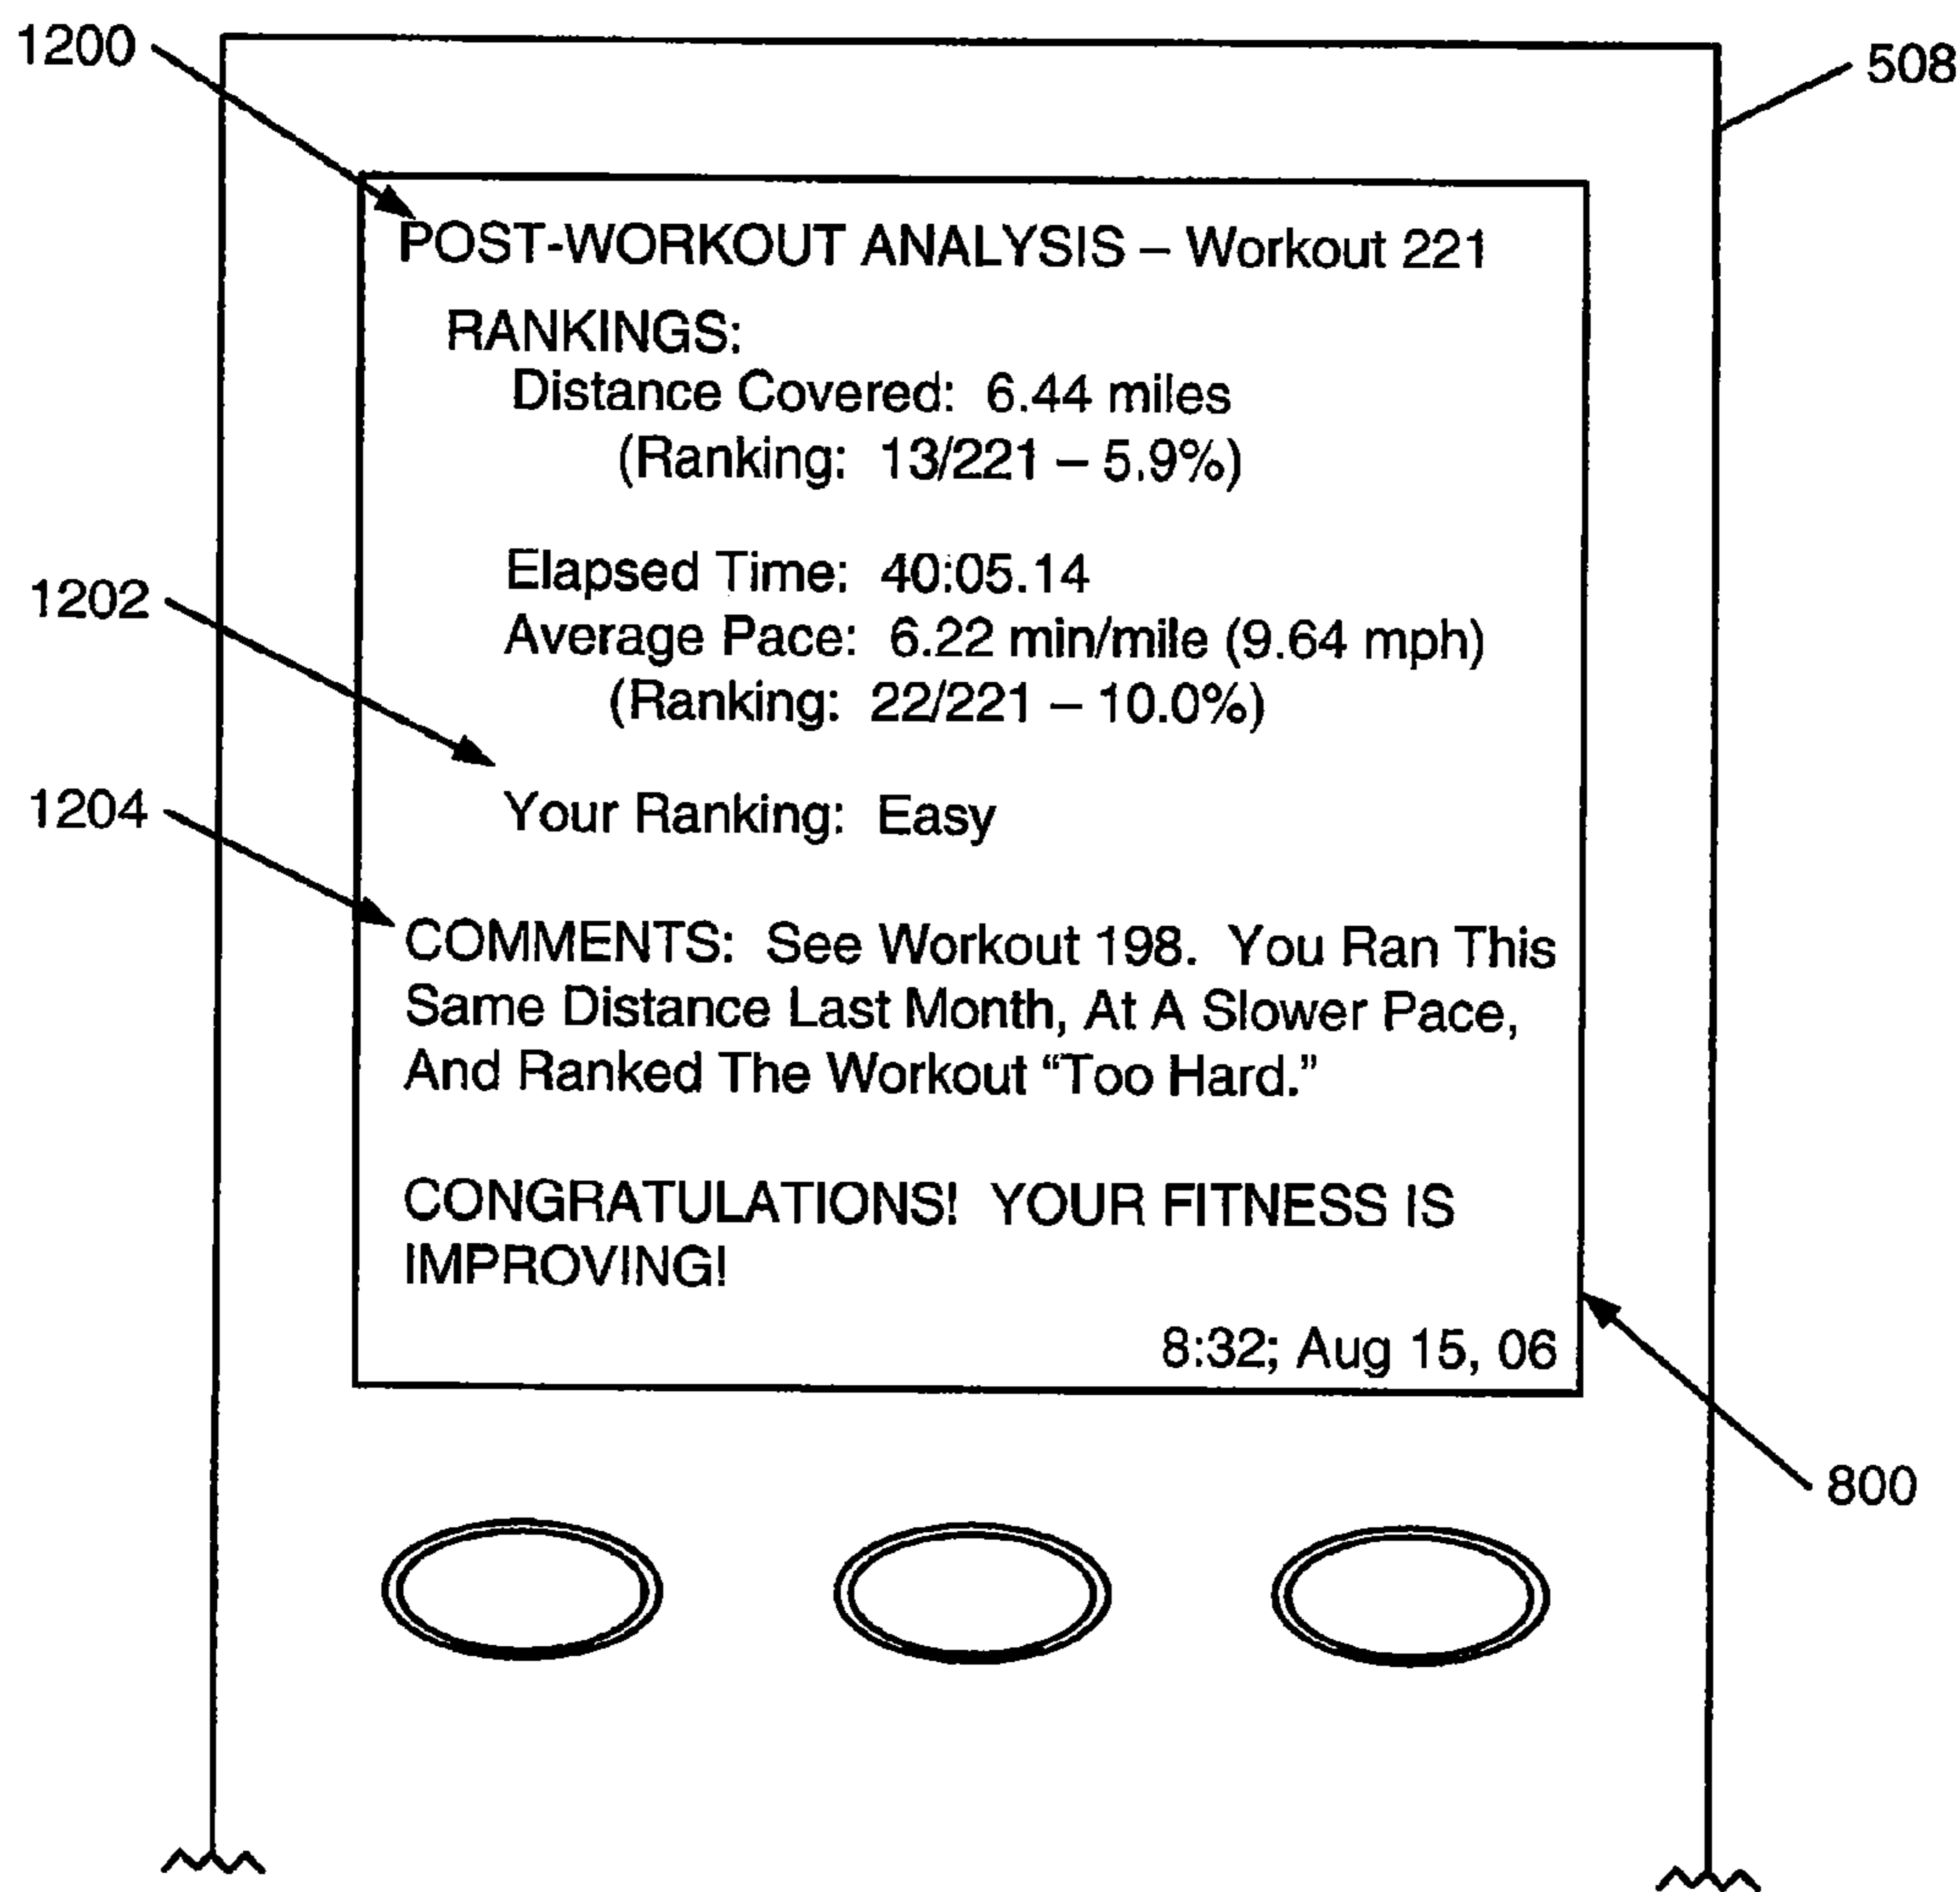 1200
508
POST-WORKOUT ANALYSIS – Workout 221
RANKINGS:
Distance Covered: 6.44 miles
(Ranking: 13/221 – 5.9%)
Elapsed Time: 40:05.14
1202
Average Pace: 6.22 min/mile (9.64 mph)
(Ranking: 22/221 – 10.0%)
1204
Your Ranking: Easy
COMMENTS: See Workout 198. You Ran This
Same Distance Last Month, At A Slower Pace,
And Ranked The Workout “Too Hard.”
CONGRATULATIONS! YOUR FITNESS IS
IMPROVING!
8:32; Aug 15, 06
800